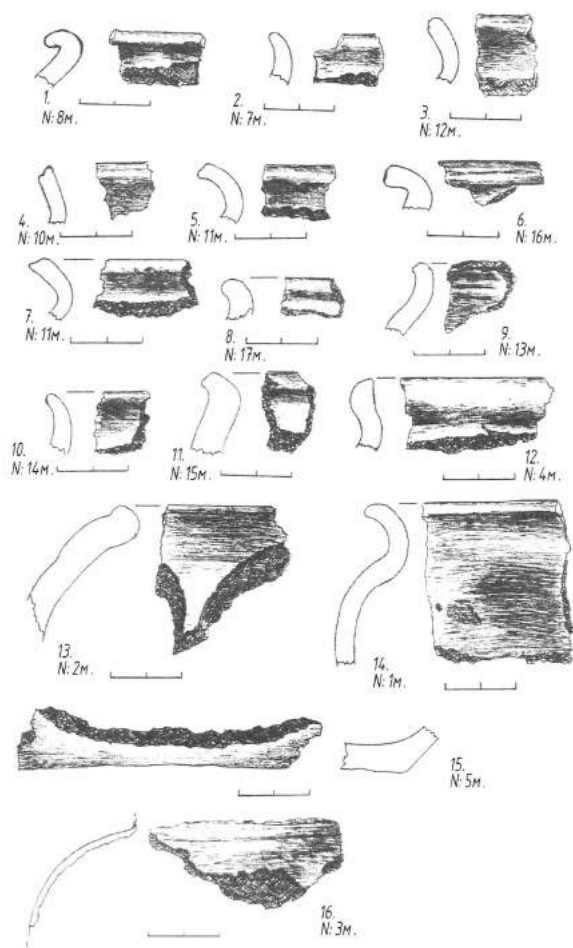 1.
N: 8м.
2.
N: 7м.
3.
N: 12м.
4.
N: 10м.
5.
N: 11м.
6.
N: 16м.
7.
N: 11м.
8.
N: 17м.
9.
N: 13м.
10.
N: 14м.
11.
N: 15м.
12.
N: 4м.
13.
N: 2м.
14.
N: 1м.
15.
N: 5м.
16.
N: 3м.